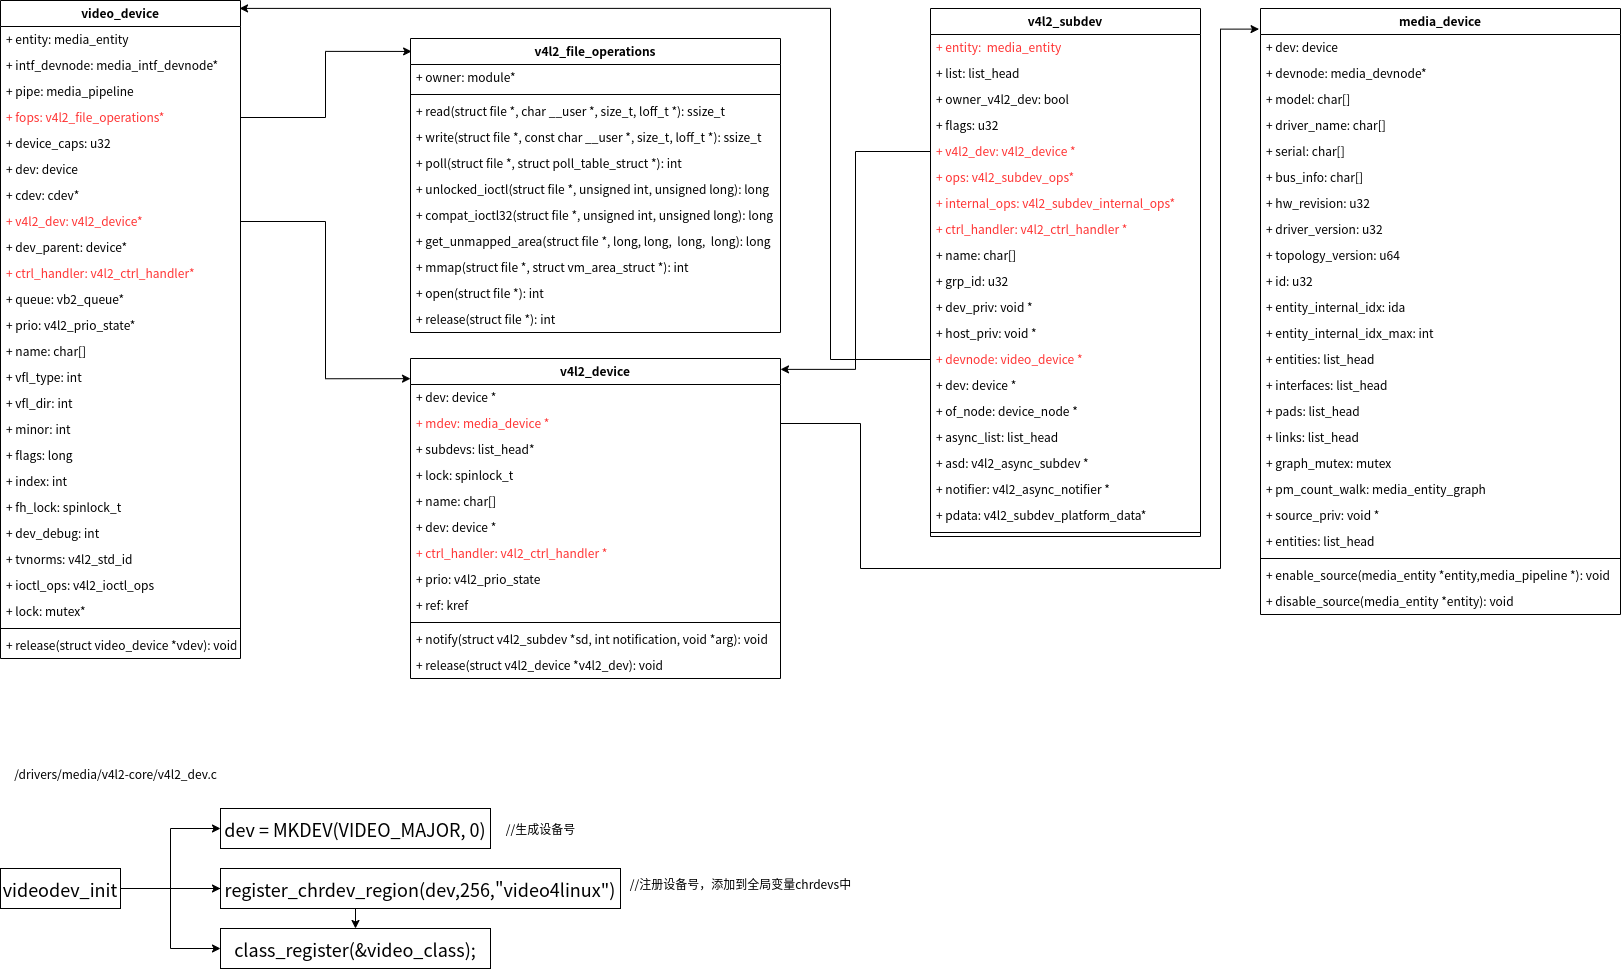 video_device
+ entity: media_entity
+ intf_devnode: media_intf_devnode*
+ pipe: media_pipeline
+ fops: v4l2_file_operations*
+ device_caps: u32
+ dev: device
+ cdev: cdev*
+ v4l2_dev: v4l2_device*
+ dev_parent: device*
+ ctrl_handler: v4l2_ctrl_handler*
+ queue: vb2_queue*
+ prio: v4l2_prio_state*
+ name: char[]
+ vfl_type: int
+ vfl_dir: int
+ minor: int
+ flags: long
+ index: int
+ fh_lock: spinlock_t
+ dev_debug: int
+ tvnorms: v4l2_std_id
+ ioctl_ops: v4l2_ioctl_ops
+ lock: mutex*
+ release(struct video_device *vdev): void
v4l2_file_operations
+ owner: module*
+ read(struct file *, char __user *, size_t, loff_t *): ssize_t
+ write(struct file *, const char __user *, size_t, loff_t *): ssize_t
+ poll(struct file *, struct poll_table_struct *): int
+ unlocked_ioctl(struct file *, unsigned int, unsigned long): long
+ compat_ioctl32(struct file *, unsigned int, unsigned long): long
+ get_unmapped_area(struct file *, long, long,  long,  long): long
+ mmap(struct file *, struct vm_area_struct *): int
+ open(struct file *): int
+ release(struct file *): int
v4l2_device
+ dev: device *
+ mdev: media_device *
+ subdevs: list_head*
+ lock: spinlock_t
+ name: char[]
+ dev: device *
+ ctrl_handler: v4l2_ctrl_handler *
+ prio: v4l2_prio_state
+ ref: kref
+ notify(struct v4l2_subdev *sd, int notification, void *arg): void
+ release(struct v4l2_device *v4l2_dev): void
v4l2_subdev
+ entity:  media_entity
+ list: list_head
+ owner_v4l2_dev: bool
+ flags: u32
+ v4l2_dev: v4l2_device *
+ ops: v4l2_subdev_ops*
+ internal_ops: v4l2_subdev_internal_ops*
+ ctrl_handler: v4l2_ctrl_handler *
+ name: char[]
+ grp_id: u32
+ dev_priv: void *
+ host_priv: void *
+ devnode: video_device *
+ dev: device *
+ of_node: device_node *
+ async_list: list_head
+ asd: v4l2_async_subdev *
+ notifier: v4l2_async_notifier *
+ pdata: v4l2_subdev_platform_data*
media_device
+ dev: device
+ devnode: media_devnode*
+ model: char[]
+ driver_name: char[]
+ serial: char[]
+ bus_info: char[]
+ hw_revision: u32
+ driver_version: u32
+ topology_version: u64
+ id: u32
+ entity_internal_idx: ida
+ entity_internal_idx_max: int
+ entities: list_head
+ interfaces: list_head
+ pads: list_head
+ links: list_head
+ graph_mutex: mutex
+ pm_count_walk: media_entity_graph
+ source_priv: void *
+ entities: list_head
+ enable_source(media_entity *entity,media_pipeline *): void
+ disable_source(media_entity *entity): void
/drivers/media/v4l2-core/v4l2_dev.c
dev = MKDEV(VIDEO_MAJOR, 0)
//生成设备号
videodev_init
register_chrdev_region(dev,256,"video4linux")
//注册设备号，添加到全局变量chrdevs中
class_register(&video_class);